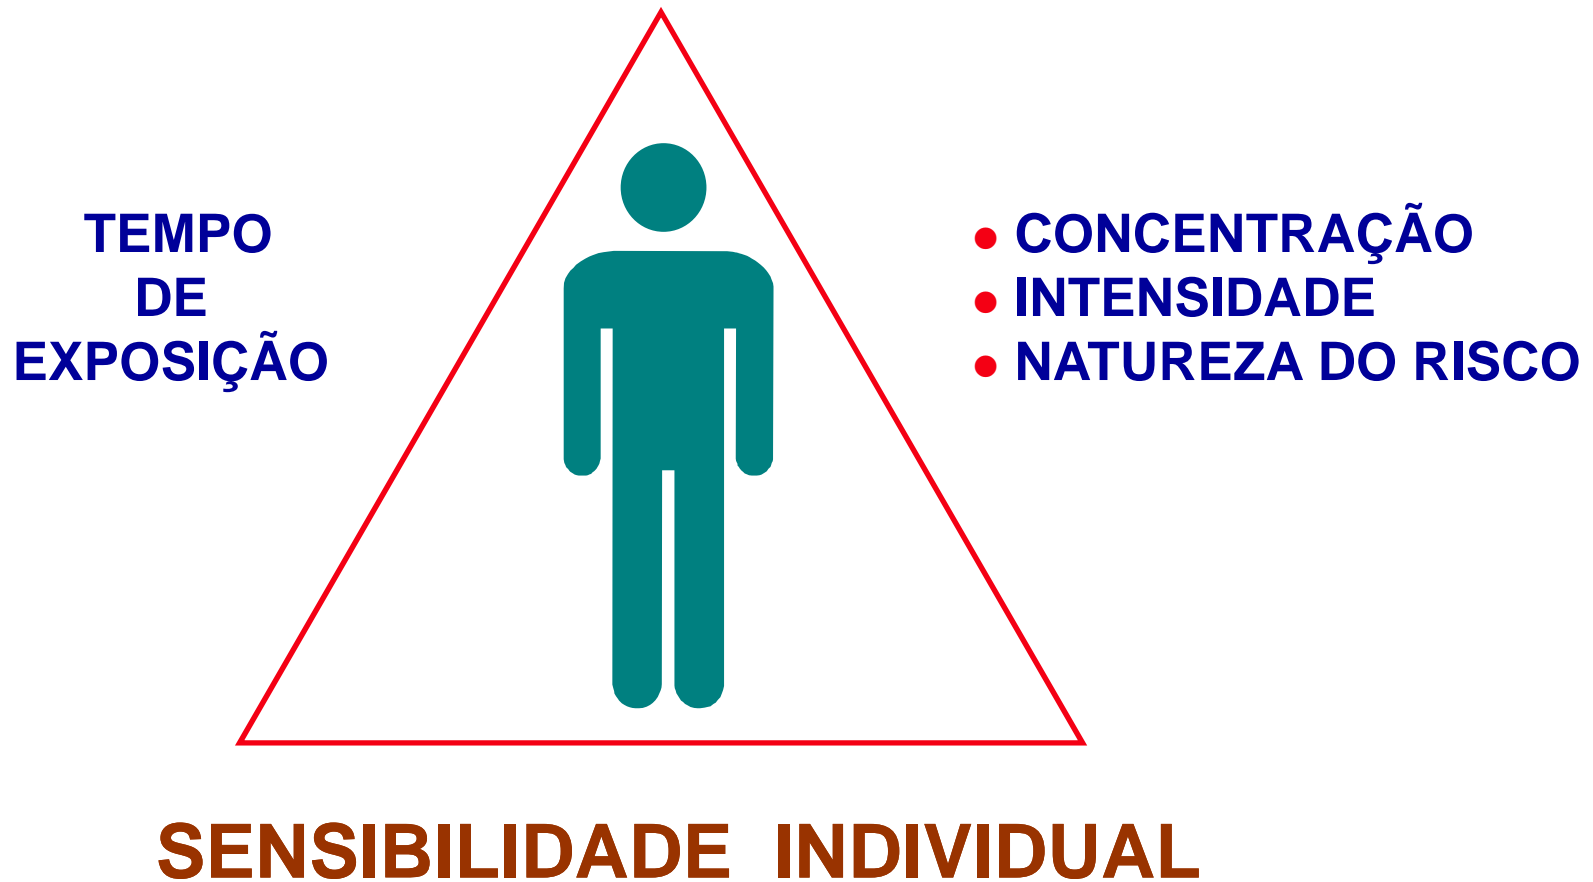 TEMPO
DE
EXPOSIÇÃO
● CONCENTRAÇÃO
● INTENSIDADE
● NATUREZA DO RISCO
SENSIBILIDADE INDIVIDUAL